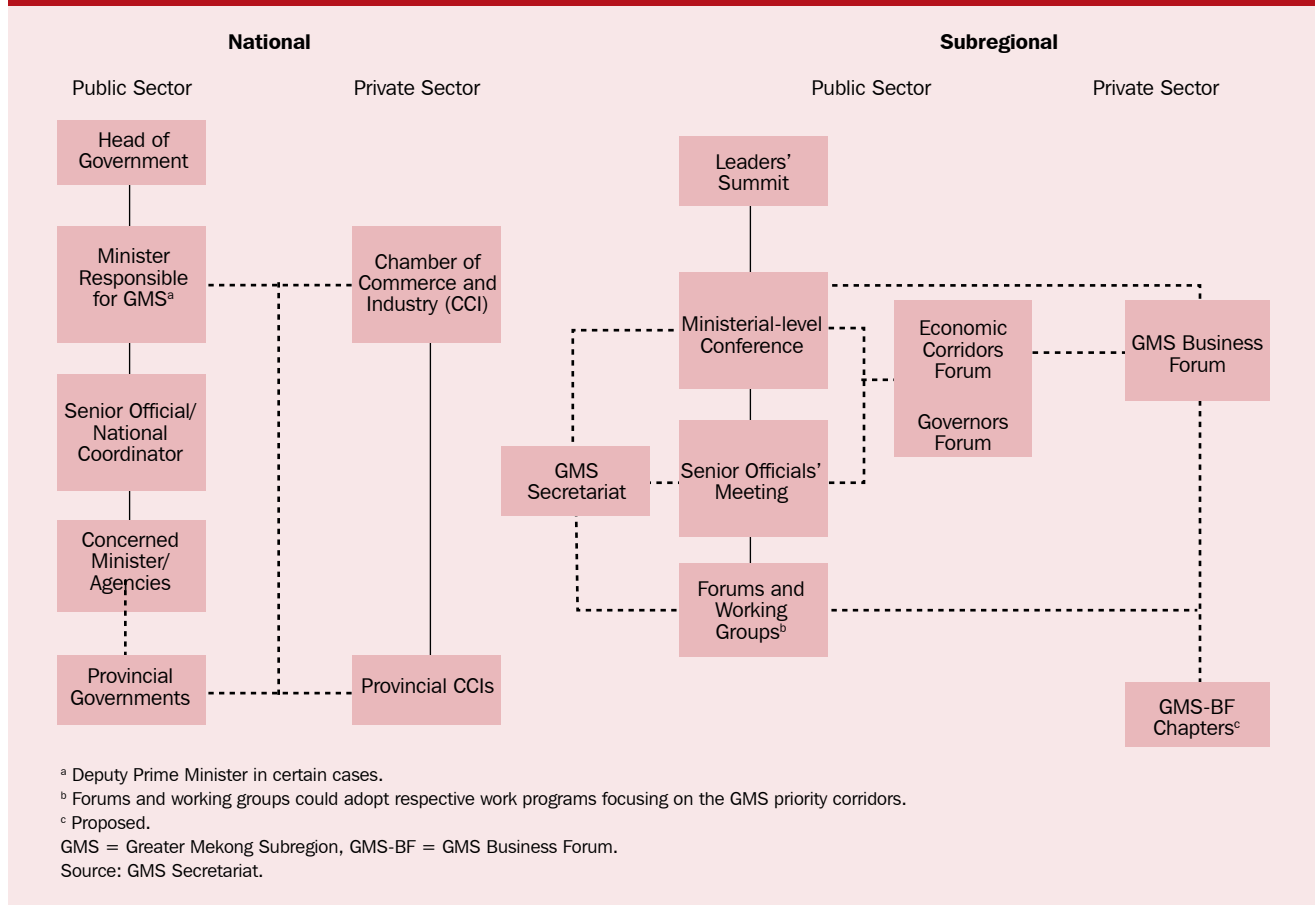 National
Subregional
Public Sector
Private Sector
Public Sector
Private Sector
Head of
Government
Minister
Responsible
for GMSᵃ
Senior Official/
National
Coordinator
Concerned
Minister/
Agencies
Provincial
Governments
Chamber of
Commerce and
Industry (CCI)
Provincial CCIs
Leaders’
Summit
Ministerial-level
Conference
GMS
Secretariat
Senior Officials’
Meeting
Forums and
Working
Groupsᵇ
Economic
Corridors
Forum
Governors
Forum
GMS Business
Forum
GMS-BF
Chaptersᶜ
ᵃ Deputy Prime Minister in certain cases.
ᵇ Forums and working groups could adopt respective work programs focusing on the GMS priority corridors.
ᶜ Proposed.
GMS = Greater Mekong Subregion, GMS-BF = GMS Business Forum.
Source: GMS Secretariat.